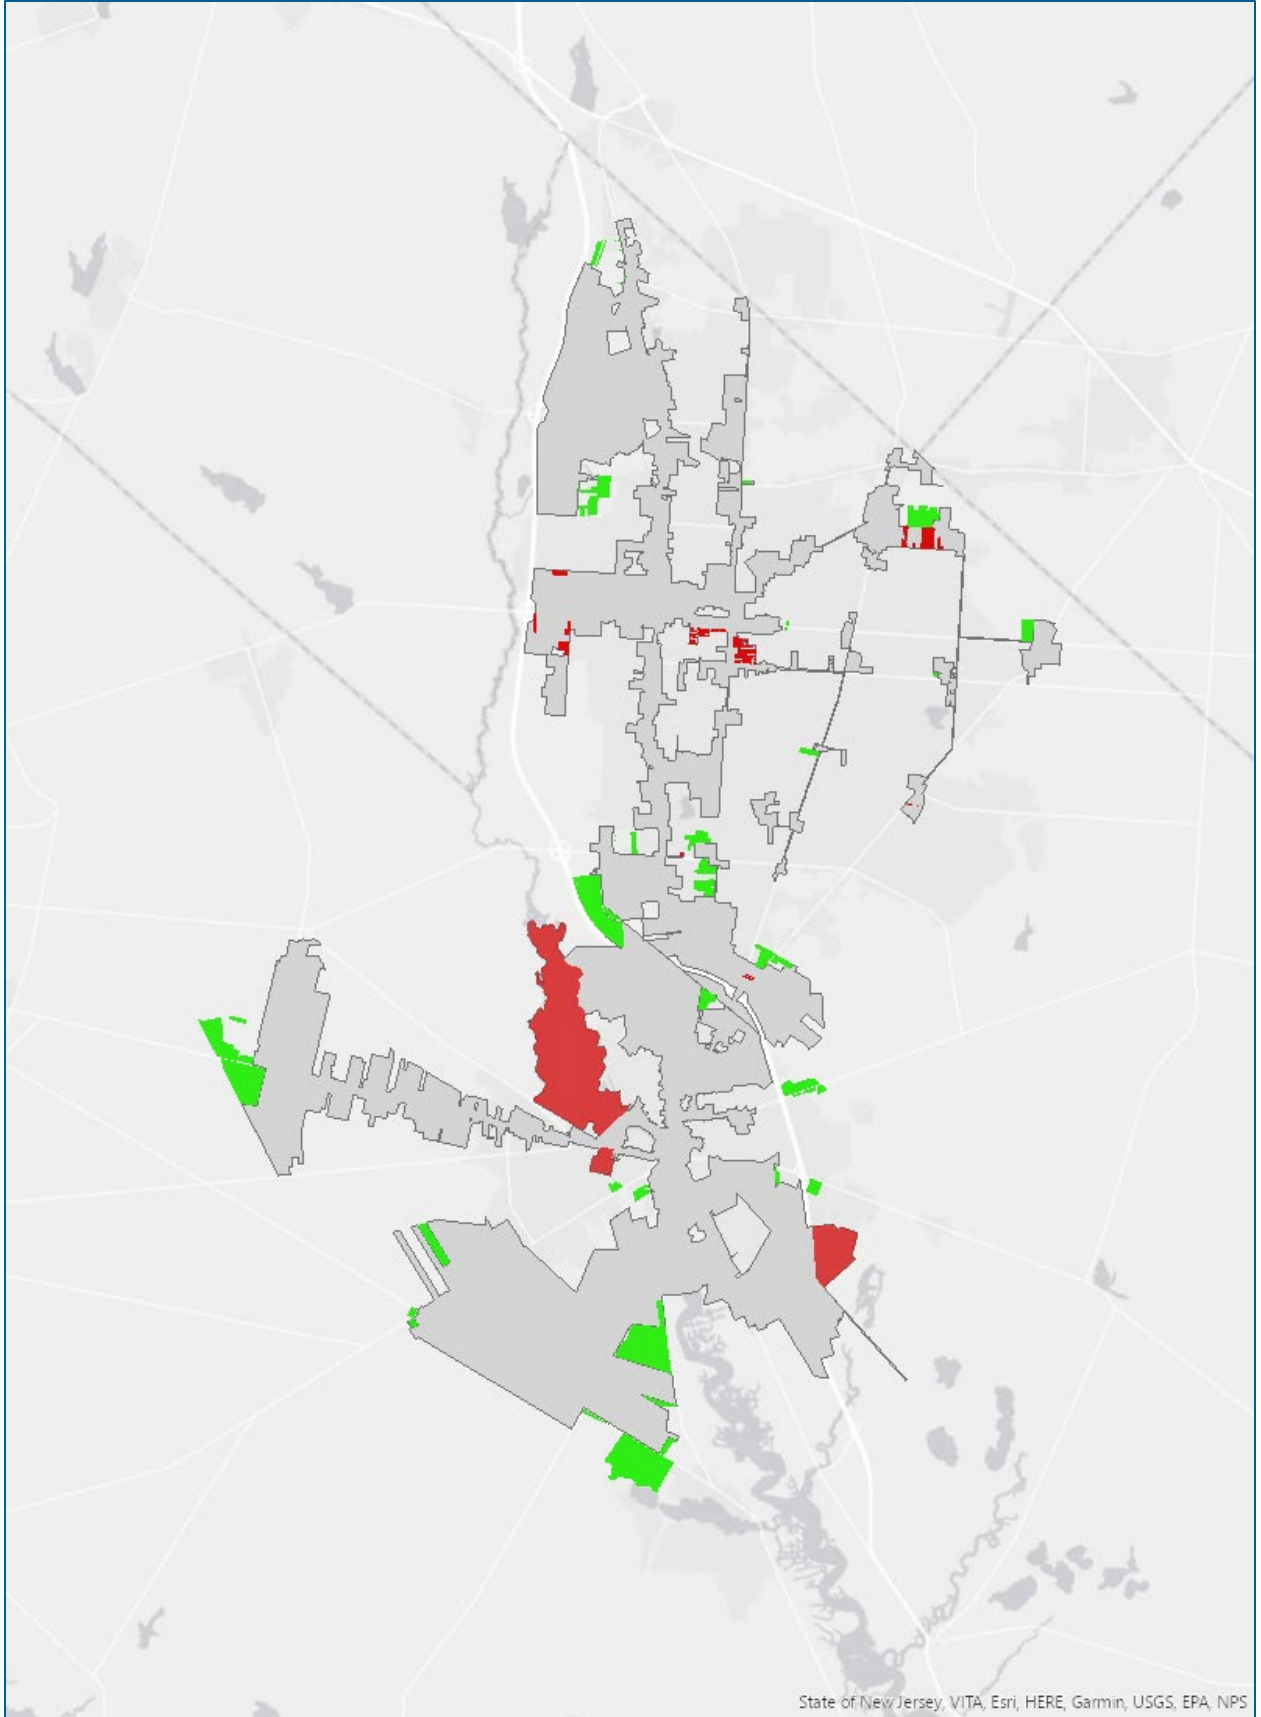 State of New Jersey, VITA, Esri, HERE, Garmin, USGS, EPA, NPS